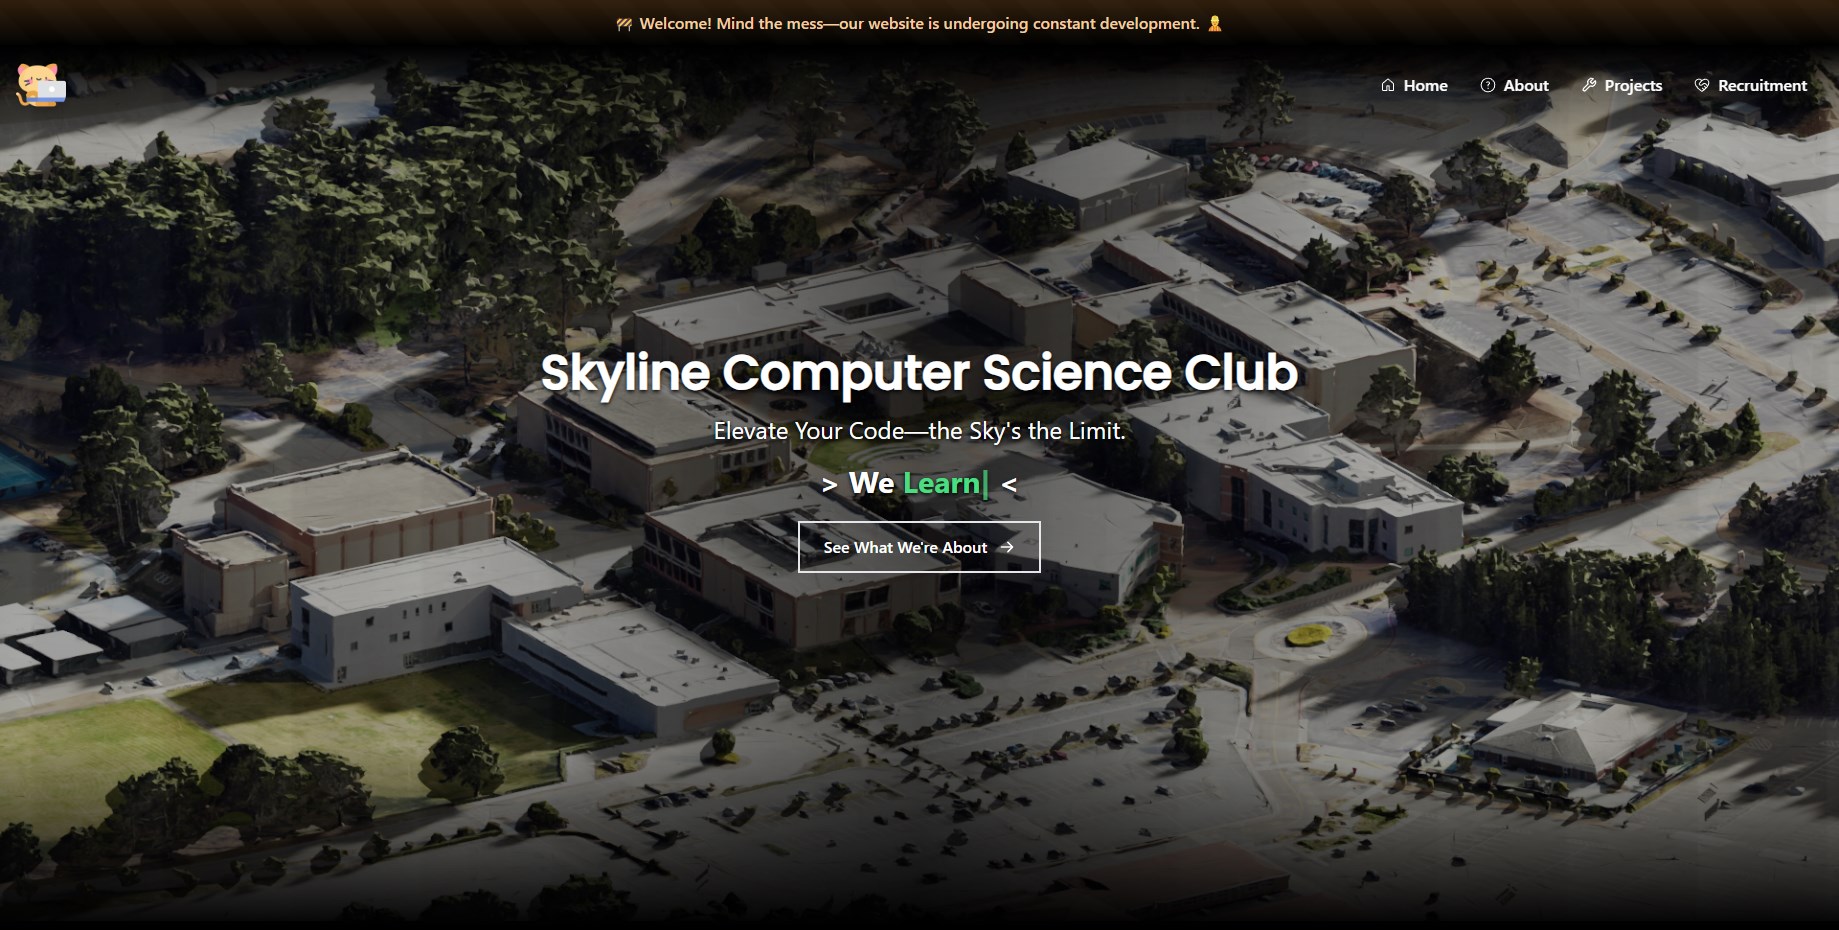 🚧 Welcome! Mind the mess—our website is undergoing constant development. 👷
Home About Projects Recruitment
Skyline Computer Science Club
Elevate Your Code—the Sky's the Limit.
> We Learn| <
See What We're About →